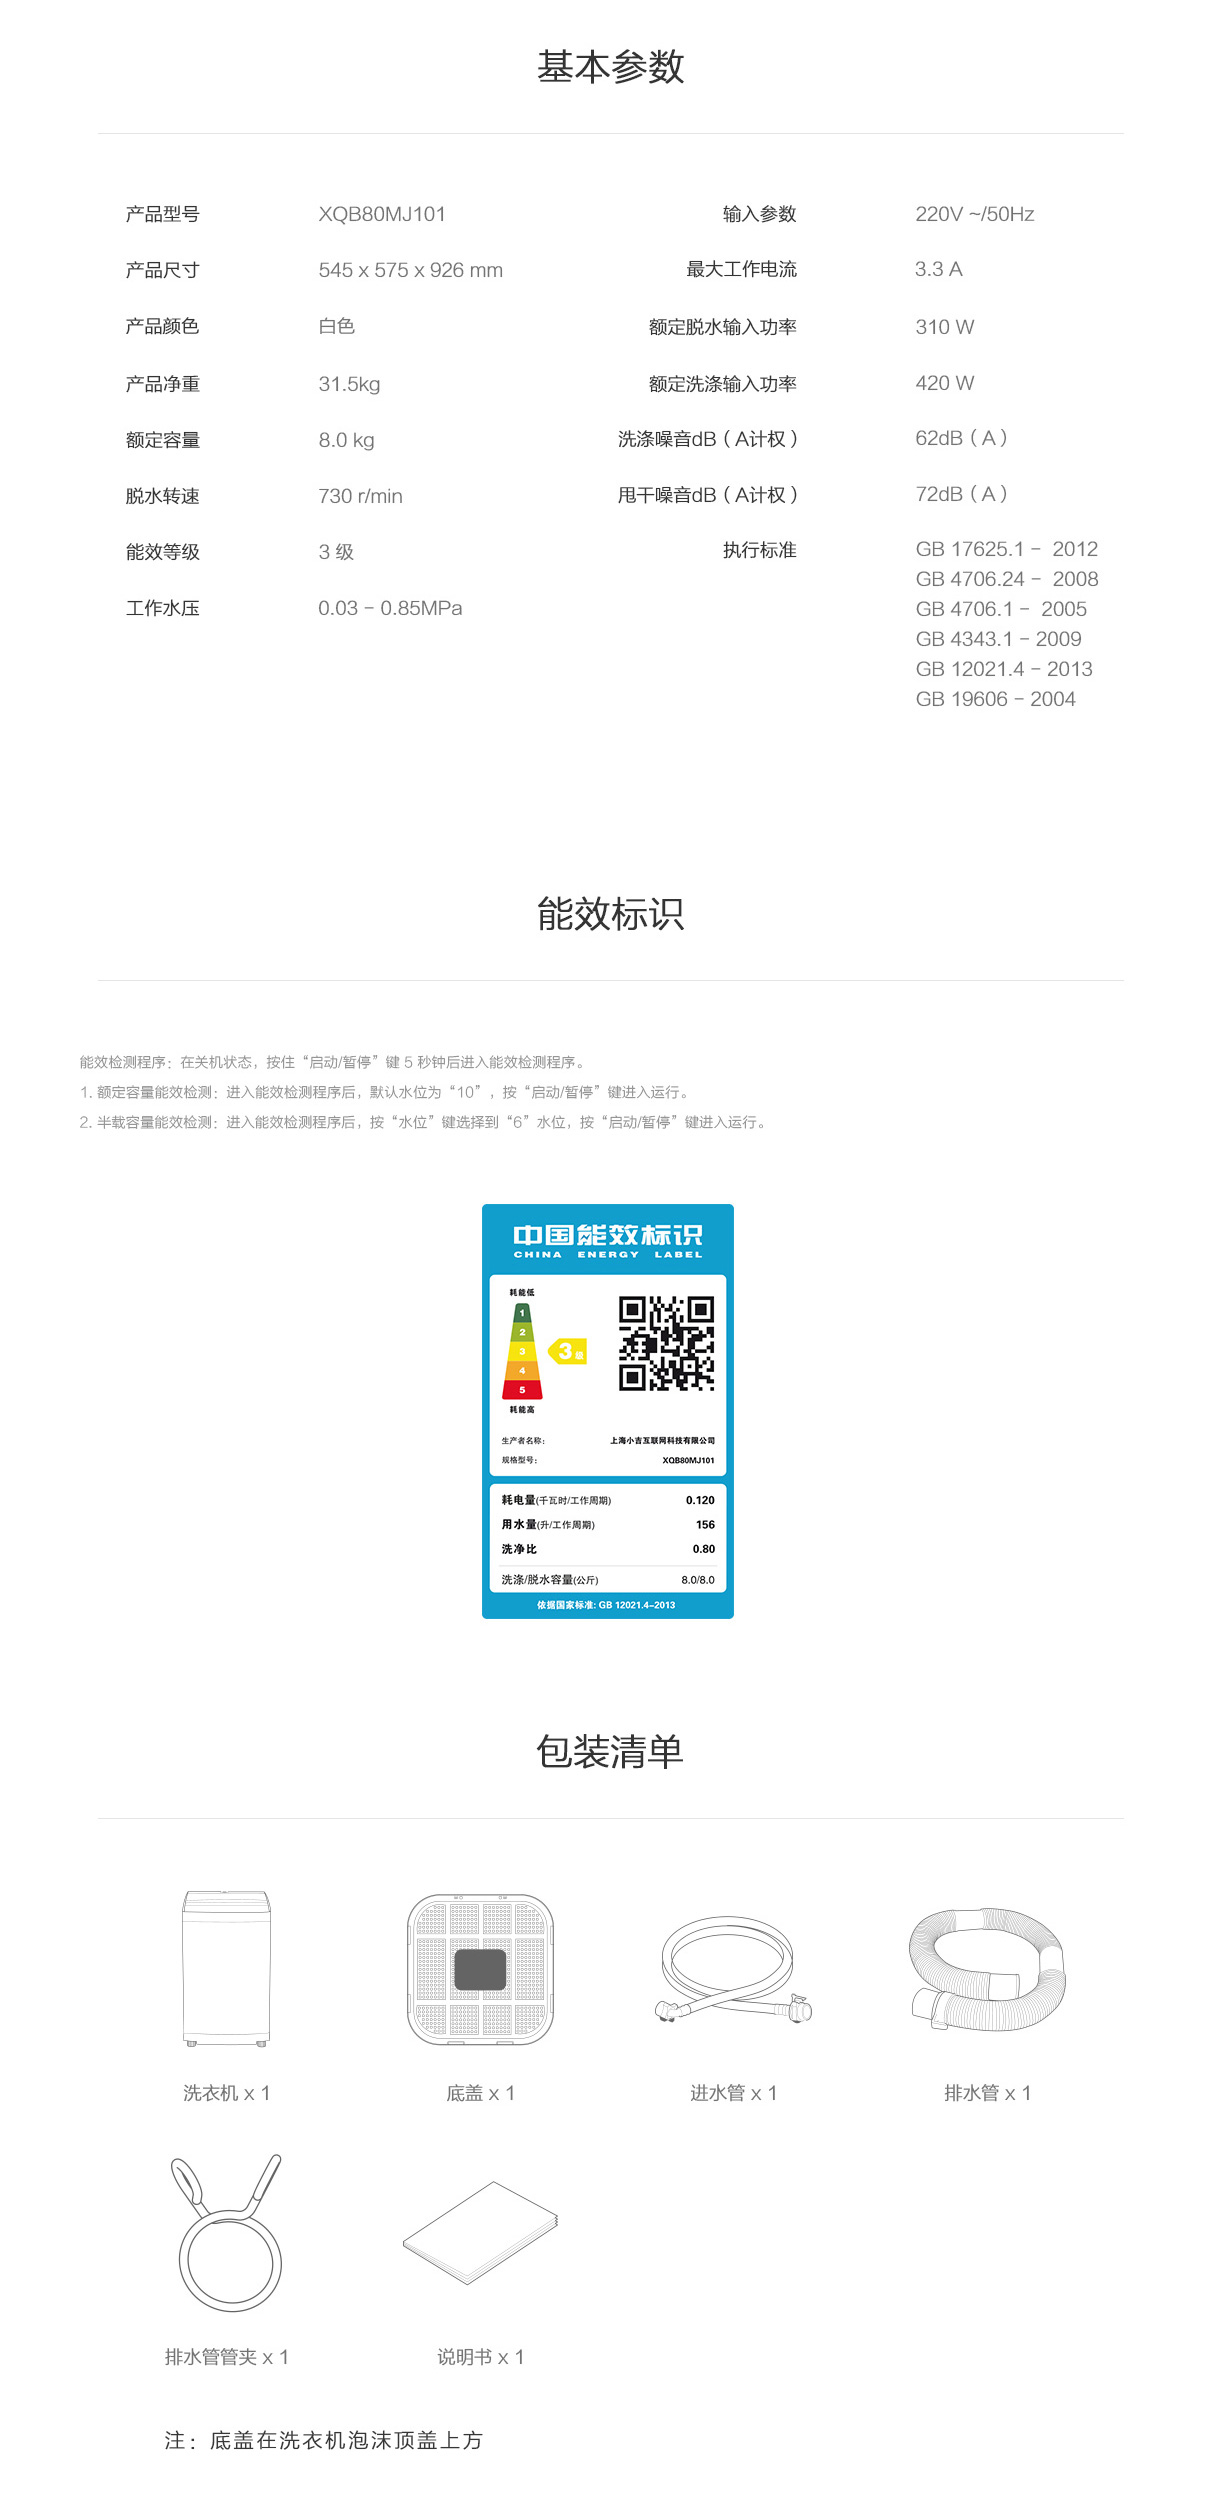 基本参数
产品型号 XQB80MJ101 输入参数 220V ~/50Hz
产品尺寸 545 x 575 x 926 mm 最大工作电流 3.3 A
产品颜色 白色 额定脱水输入功率 310 W
产品净重 31.5kg 额定洗涤输入功率 420 W
额定容量 8.0 kg 洗涤噪音dB（A计权） 62dB（A）
脱水转速 730 r/min 甩干噪音dB（A计权） 72dB（A）
能效等级 3 级 执行标准 GB 17625.1 - 2012
GB 4706.24 - 2008
工作水压 0.03 - 0.85MPa GB 4706.1 - 2005
GB 4343.1 - 2009
GB 12021.4 - 2013
GB 19606 - 2004
能效标识
能效检测程序：在关机状态，按住“启动/暂停”键 5 秒钟后进入能效检测程序。
1. 额定容量能效检测：进入能效检测程序后，默认水位为“10”，按“启动/暂停”键进入运行。
2. 半载容量能效检测：进入能效检测程序后，按“水位”键选择到“6”水位，按“启动/暂停”键进入运行。
中国能效标识
CHINA ENERGY LABEL
耗能低
1
2
3
4
5
3级
耗能高
生产者名称： 上海小吉互联网科技有限公司
规格型号： XQB80MJ101
耗电量(千瓦时/工作周期) 0.120
用水量(升/工作周期) 156
洗净比 0.80
洗涤/脱水容量(公斤) 8.0/8.0
依据国家标准: GB 12021.4-2013
包装清单
洗衣机 x 1 底盖 x 1 进水管 x 1 排水管 x 1
排水管管夹 x 1 说明书 x 1
注：底盖在洗衣机泡沫顶盖上方